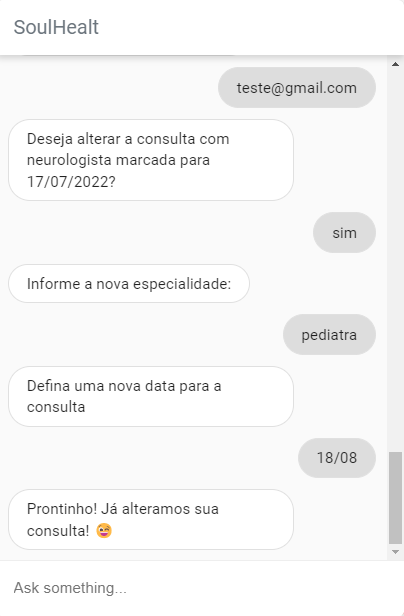 SoulHealt
teste@gmail.com
Deseja alterar a consulta com
neurologista marcada para
17/07/2022?
sim
Informe a nova especialidade:
pediatra
Defina uma nova data para a
consulta
18/08
Prontinho! Já alteramos sua
consulta! 😜
Ask something...